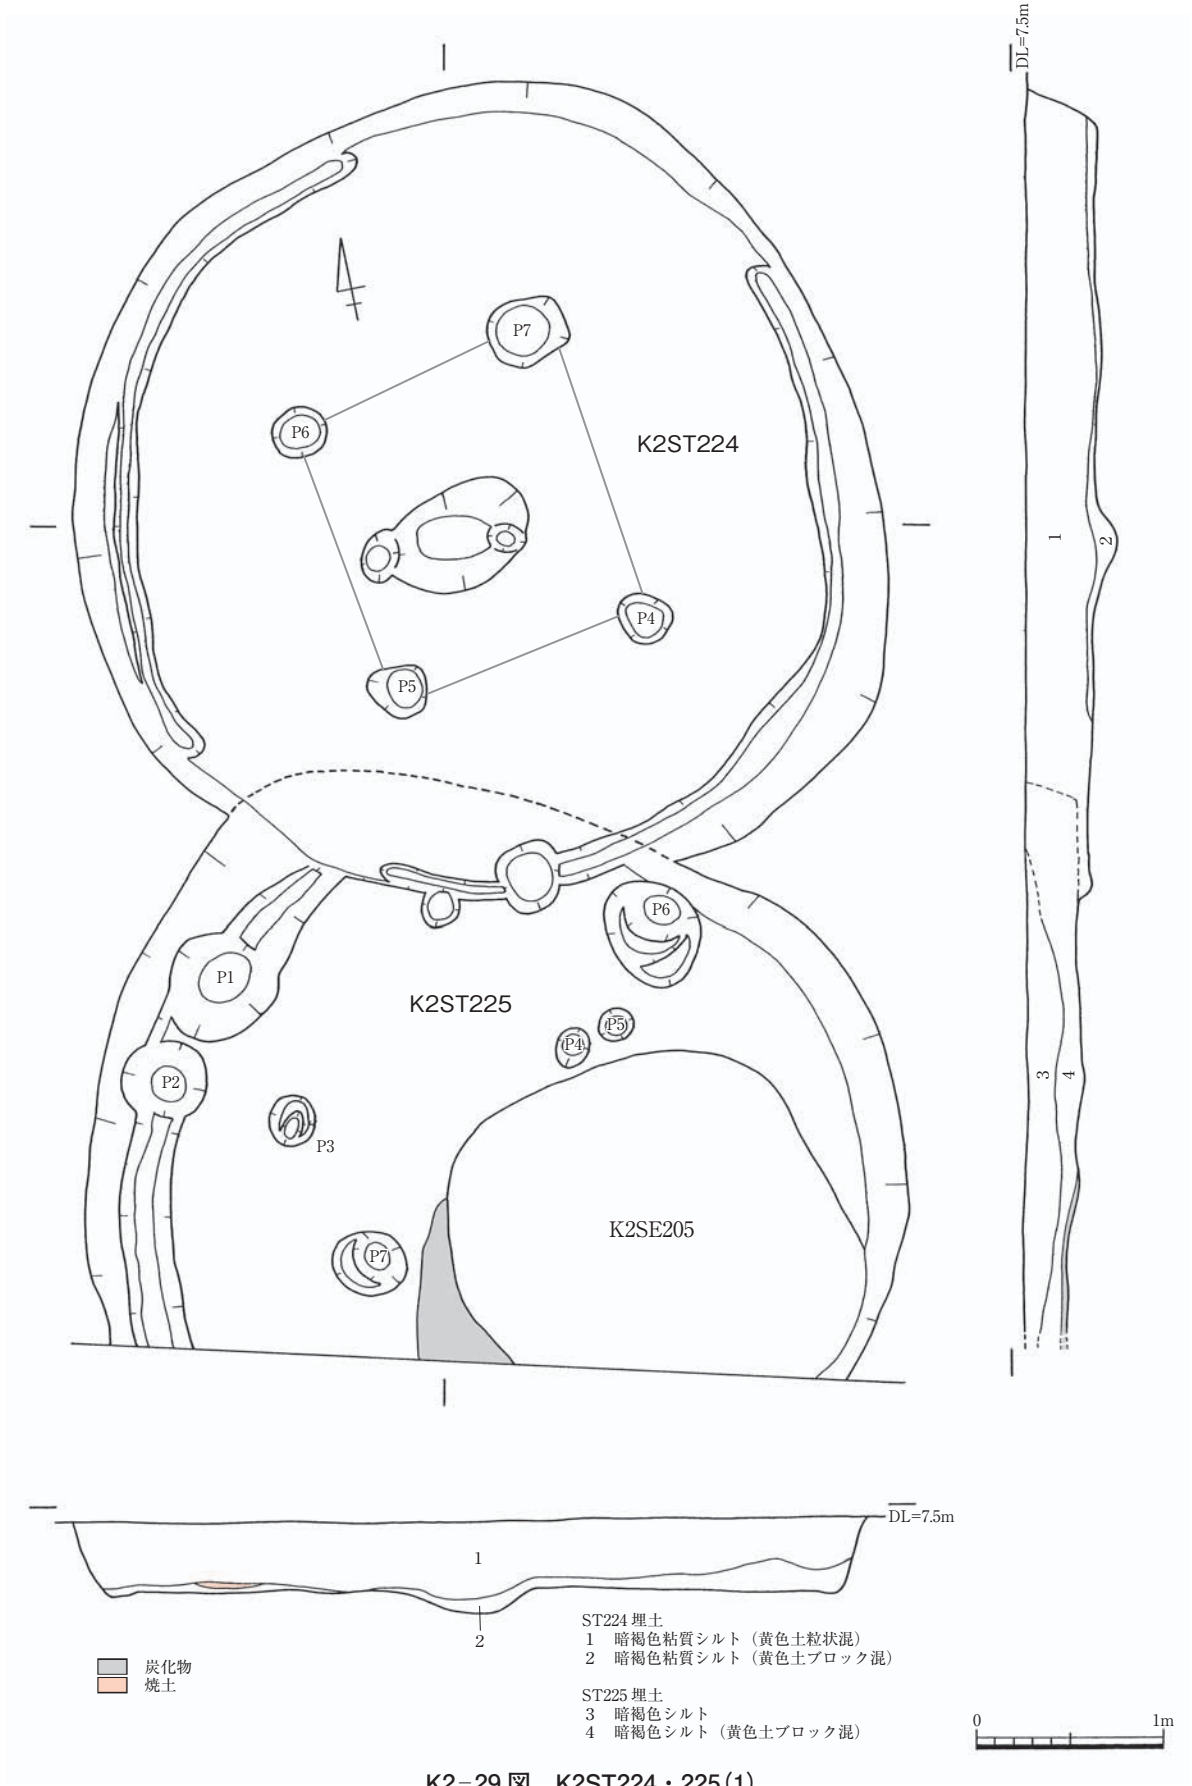 DL=7.5m
P7
P6
K2ST224
1
2
P4
P5
P6
P1
K2ST225
P5
P4
P2
3
4
P3
K2SE205
P7
DL=7.5m
1
2
ST224 埋土
1 暗褐色粘質シルト（黄色土粒状混）
2 暗褐色粘質シルト（黄色土ブロック混）
炭化物
焼土
ST225 埋土
3 暗褐色シルト
4 暗褐色シルト（黄色土ブロック混）
0 1m
K2−29 図 K2ST224・225(1)